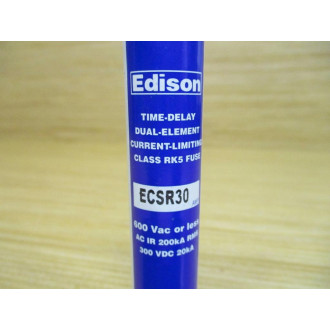 Edison
TIME-DELAY
DUAL-ELEMENT
CURRENT-LIMITING
CLASS RK5 FUSE
ECSR30
600 Vac or less
AC IR 200kA RMS
300 VDC 20kA